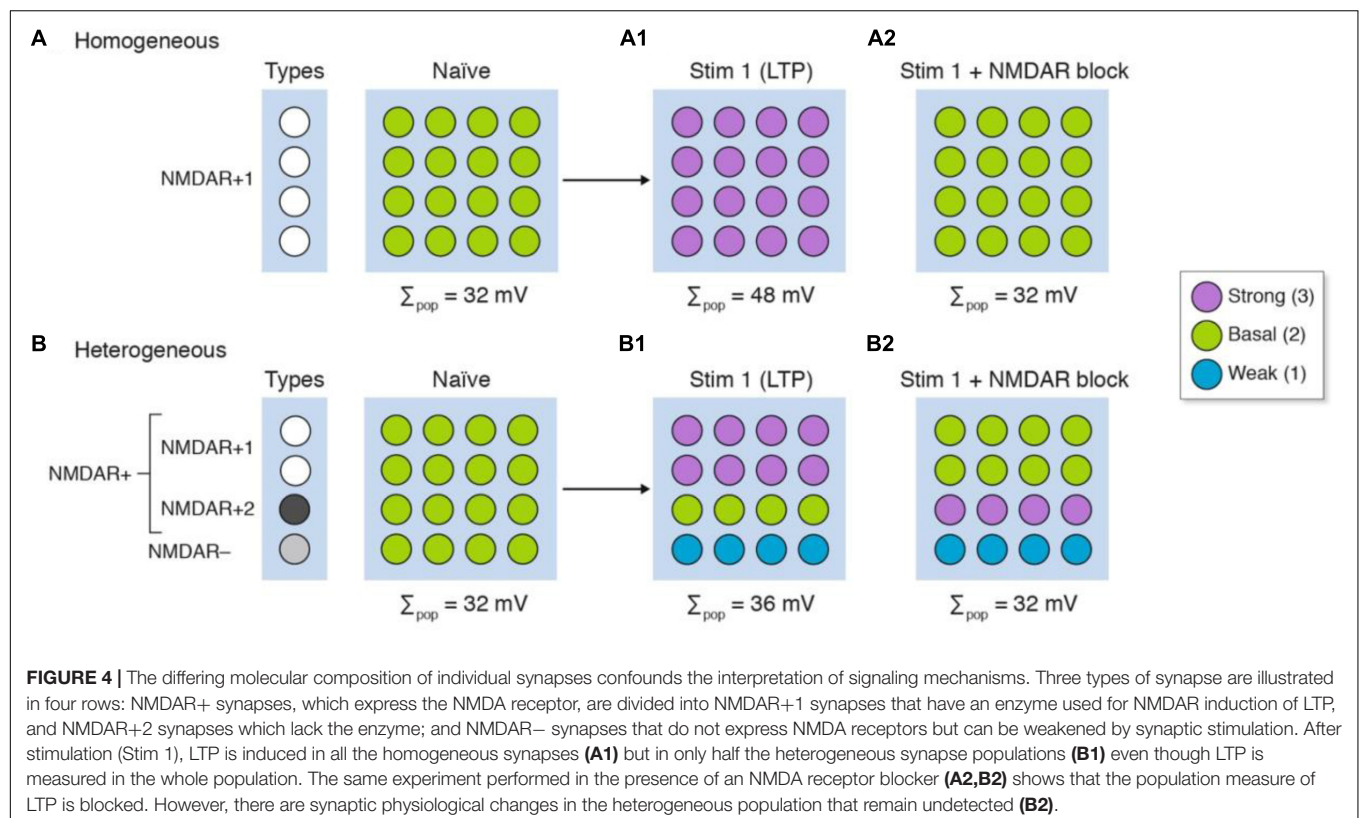 A Homogeneous A1 A2
Types Naïve Stim 1 (LTP) Stim 1 + NMDAR block
NMDAR+1
∑pop = 32 mV ∑pop = 48 mV ∑pop = 32 mV
Strong (3)
Basal (2)
Weak (1)
B Heterogeneous B1 B2
Types Naïve Stim 1 (LTP) Stim 1 + NMDAR block
NMDAR+1
NMDAR+
NMDAR+2
NMDAR–
∑pop = 32 mV ∑pop = 36 mV ∑pop = 32 mV
FIGURE 4 | The differing molecular composition of individual synapses confounds the interpretation of signaling mechanisms. Three types of synapse are illustrated
in four rows: NMDAR+ synapses, which express the NMDA receptor, are divided into NMDAR+1 synapses that have an enzyme used for NMDAR induction of LTP,
and NMDAR+2 synapses which lack the enzyme; and NMDAR− synapses that do not express NMDA receptors but can be weakened by synaptic stimulation. After
stimulation (Stim 1), LTP is induced in all the homogeneous synapses (A1) but in only half the heterogeneous synapse populations (B1) even though LTP is
measured in the whole population. The same experiment performed in the presence of an NMDA receptor blocker (A2,B2) shows that the population measure of
LTP is blocked. However, there are synaptic physiological changes in the heterogeneous population that remain undetected (B2).